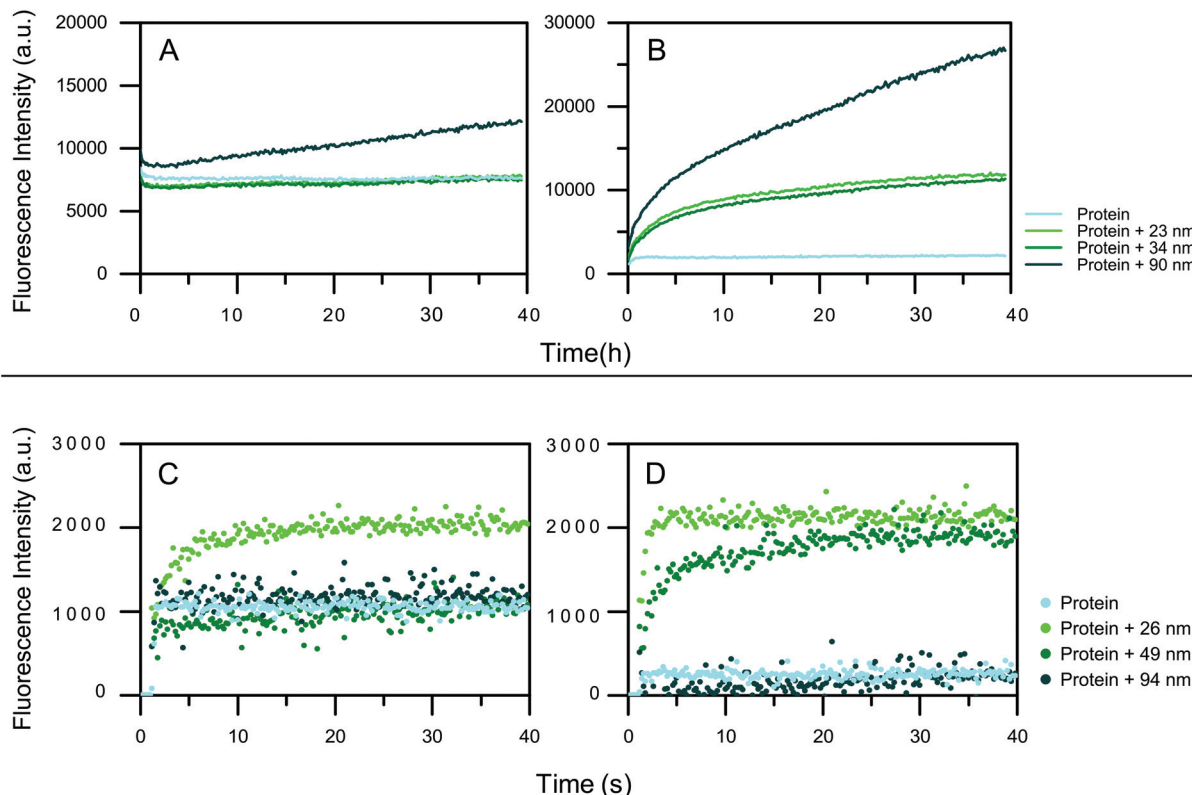 Fluorescence Intensity (a.u.)
20000
15000
10000
5000
0
A
0 10 20 30 40
30000
20000
10000
0
B
0 10 20 30 40
Time(h)
Protein
Protein + 23 nm
Protein + 34 nm
Protein + 90 nm
Fluorescence Intensity (a.u.)
3000
2000
1000
0
C
0 10 20 30 40
3000
2000
1000
0
D
0 10 20 30 40
Time (s)
Protein
Protein + 26 nm
Protein + 49 nm
Protein + 94 nm